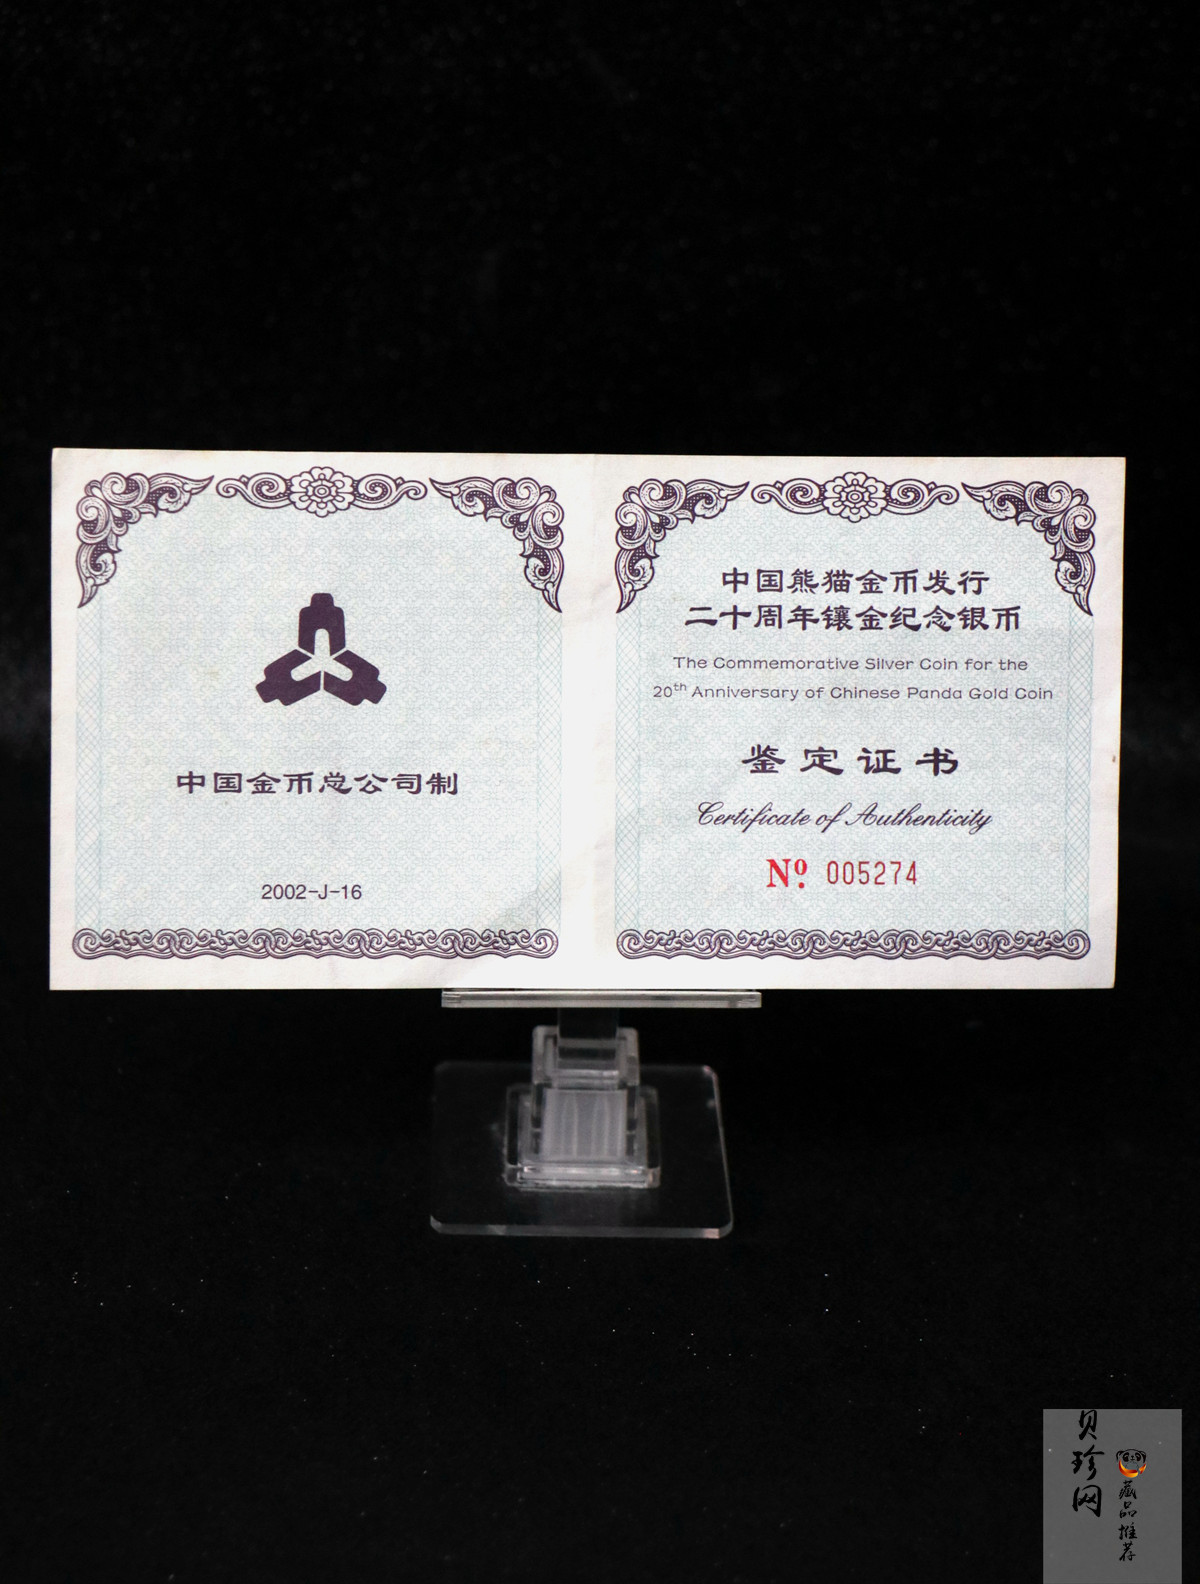 中国金币总公司制
2002-J-16
中国熊猫金币发行
二十周年镶金纪念银币
The Commemorative Silver Coin for the
20th Anniversary of Chinese Panda Gold Coin
鉴定证书
Certificate of Authenticity
Nº. 005274
贝珍网
藏品推荐